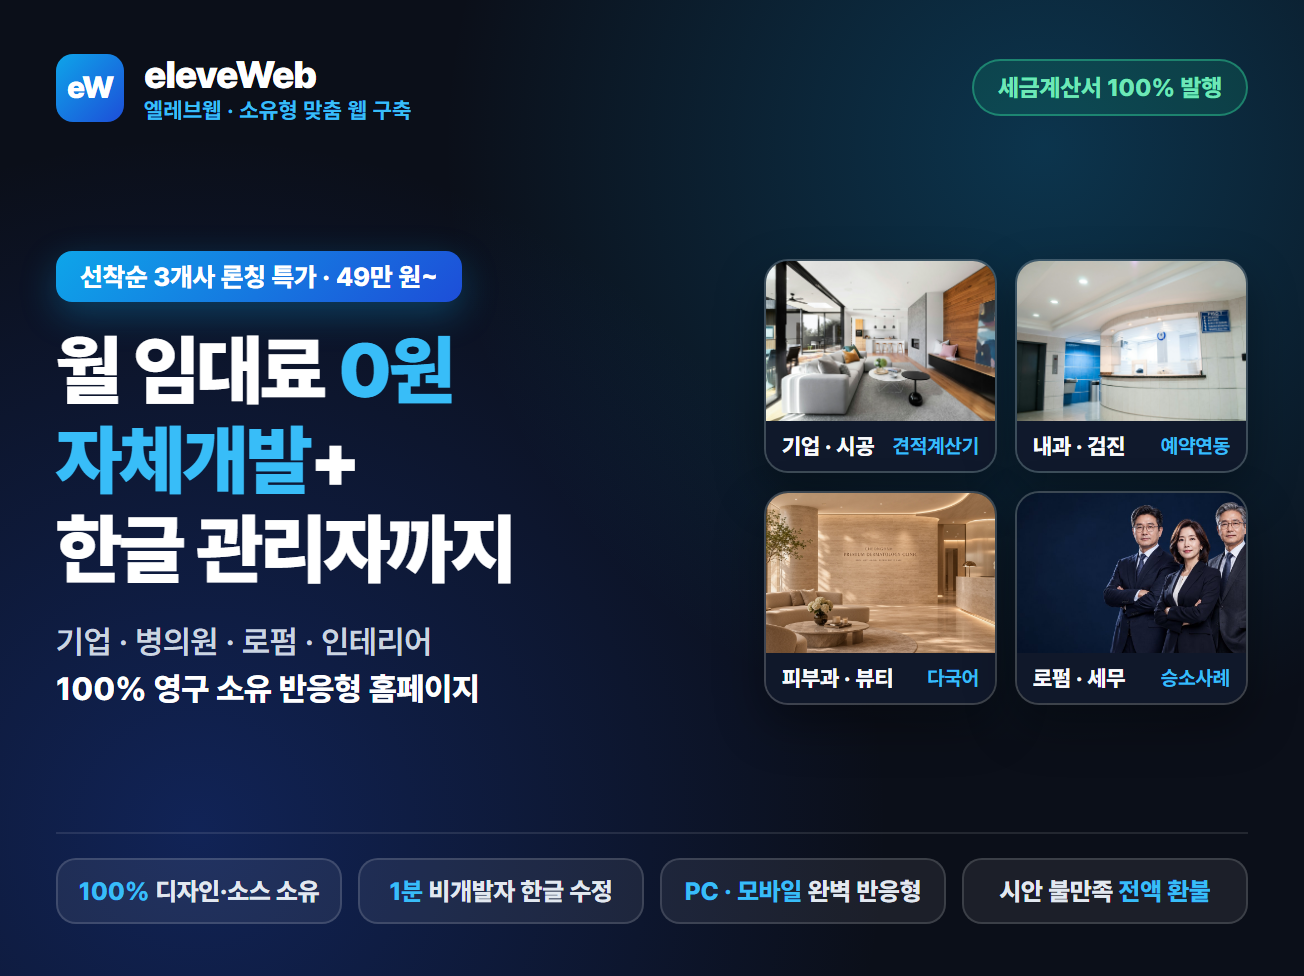 eW
eleveWeb
엘레브웹 · 소유형 맞춤 웹 구축
세금계산서 100% 발행
선착순 3개사 론칭 특가 · 49만 원~
월 임대료 0원
자체개발+
한글 관리자까지
기업 · 병의원 · 로펌 · 인테리어
100% 영구 소유 반응형 홈페이지
기업 · 시공 견적계산기
내과 · 검진 예약연동
피부과 · 뷰티 다국어
로펌 · 세무 승소사례
100% 디자인·소스 소유
1분 비개발자 한글 수정
PC · 모바일 완벽 반응형
시안 불만족 전액 환불